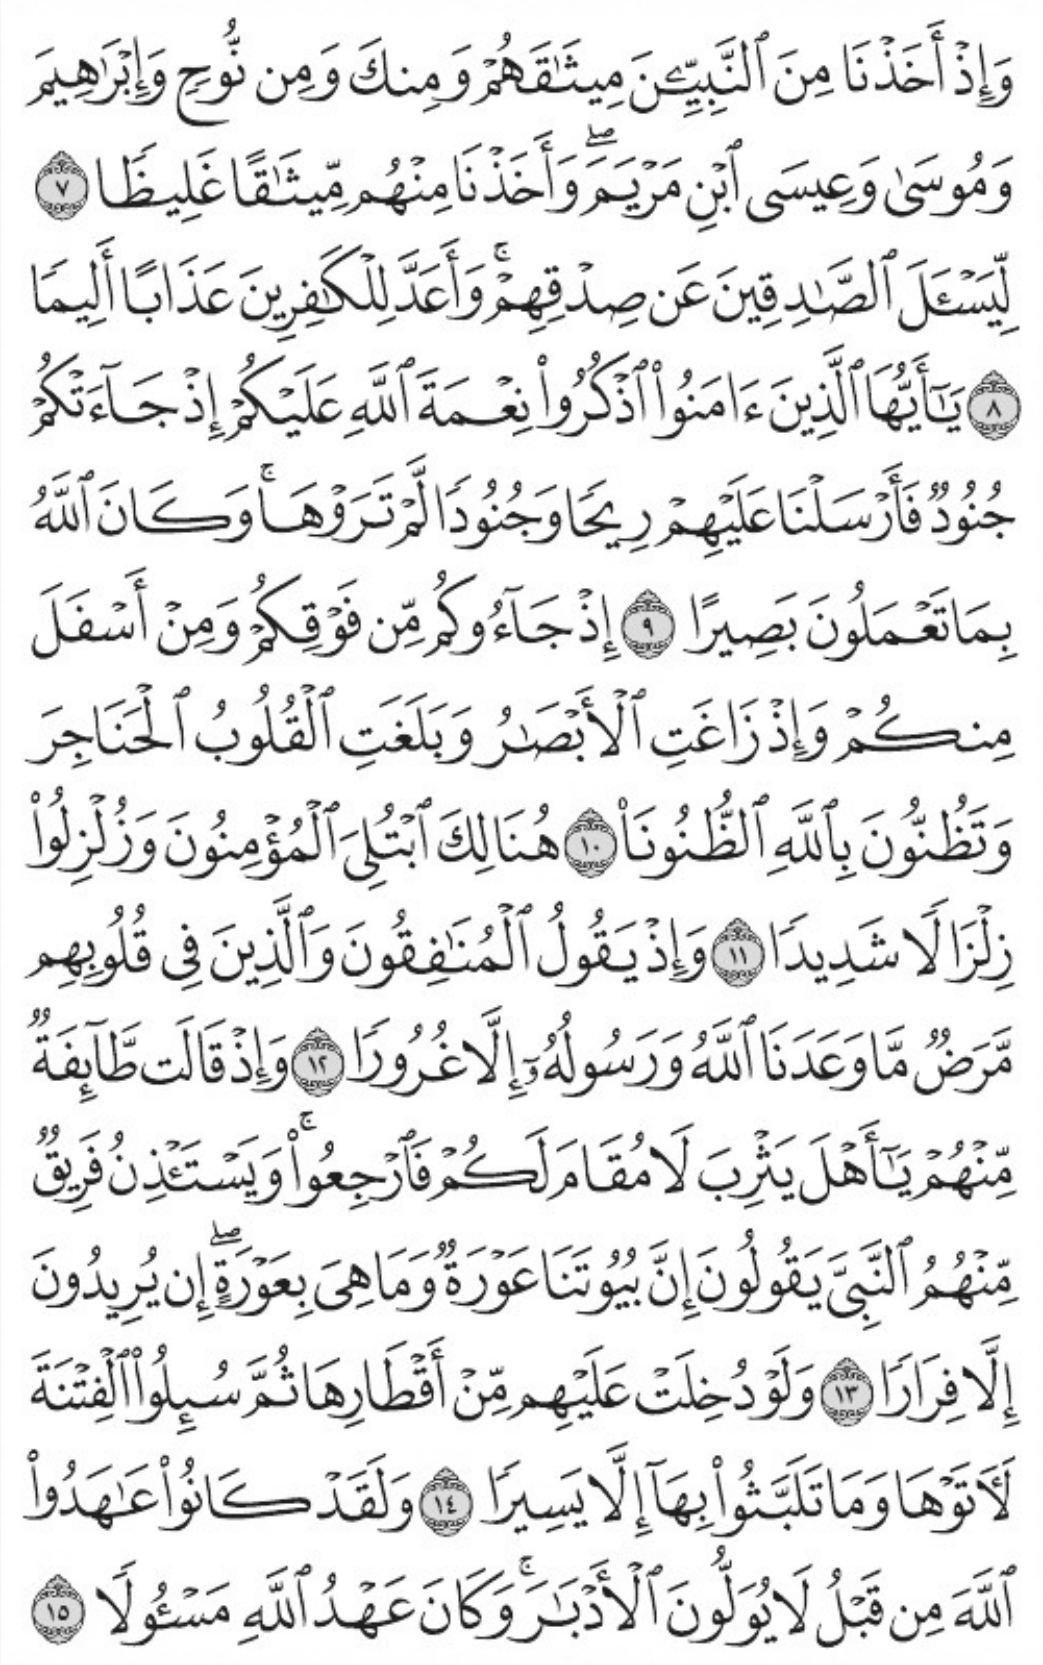 وَإِذۡ أَخَذۡنَا مِنَ ٱلنَّبِيِّـۧنَ مِيثَٰقَهُمۡ وَمِنكَ وَمِن نُّوحٖ وَإِبۡرَٰهِيمَ
وَمُوسَىٰ وَعِيسَى ٱبۡنِ مَرۡيَمَۖ وَأَخَذۡنَا مِنۡهُم مِّيثَٰقًا غَلِيظٗا ٧
لِّيَسۡـَٔلَ ٱلصَّٰدِقِينَ عَن صِدۡقِهِمۡۚ وَأَعَدَّ لِلۡكَٰفِرِينَ عَذَابًا أَلِيمٗا
٨ يَٰٓأَيُّهَا ٱلَّذِينَ ءَامَنُواْ ٱذۡكُرُواْ نِعۡمَةَ ٱللَّهِ عَلَيۡكُمۡ إِذۡ جَآءَتۡكُمۡ
جُنُودٞ فَأَرۡسَلۡنَا عَلَيۡهِمۡ رِيحٗا وَجُنُودٗا لَّمۡ تَرَوۡهَاۚ وَكَانَ ٱللَّهُ
بِمَا تَعۡمَلُونَ بَصِيرًا ٩ إِذۡ جَآءُوكُم مِّن فَوۡقِكُمۡ وَمِنۡ أَسۡفَلَ
مِنكُمۡ وَإِذۡ زَاغَتِ ٱلۡأَبۡصَٰرُ وَبَلَغَتِ ٱلۡقُلُوبُ ٱلۡحَنَاجِرَ
وَتَظُنُّونَ بِٱللَّهِ ٱلظُّنُونَا۠ ١٠ هُنَالِكَ ٱبۡتُلِيَ ٱلۡمُؤۡمِنُونَ وَزُلۡزِلُواْ
زِلۡزَالٗا شَدِيدٗا ١١ وَإِذۡ يَقُولُ ٱلۡمُنَٰفِقُونَ وَٱلَّذِينَ فِي قُلُوبِهِم
مَّرَضٞ مَّا وَعَدَنَا ٱللَّهُ وَرَسُولُهُۥٓ إِلَّا غُرُورٗا ١٢ وَإِذۡ قَالَت طَّآئِفَةٞ
مِّنۡهُمۡ يَٰٓأَهۡلَ يَثۡرِبَ لَا مُقَامَ لَكُمۡ فَٱرۡجِعُواْۚ وَيَسۡتَـٔۡذِنُ فَرِيقٞ
مِّنۡهُمُ ٱلنَّبِيَّ يَقُولُونَ إِنَّ بُيُوتَنَا عَوۡرَةٞ وَمَا هِيَ بِعَوۡرَةٍۖ إِن يُرِيدُونَ
إِلَّا فِرَارٗا ١٣ وَلَوۡ دُخِلَتۡ عَلَيۡهِم مِّنۡ أَقۡطَارِهَا ثُمَّ سُئِلُواْ ٱلۡفِتۡنَةَ
لَأٓتَوۡهَا وَمَا تَلَبَّثُواْ بِهَآ إِلَّا يَسِيرٗا ١٤ وَلَقَدۡ كَانُواْ عَٰهَدُواْ
ٱللَّهَ مِن قَبۡلُ لَا يُوَلُّونَ ٱلۡأَدۡبَٰرَۚ وَكَانَ عَهۡدُ ٱللَّهِ مَسۡـُٔولٗا ١٥